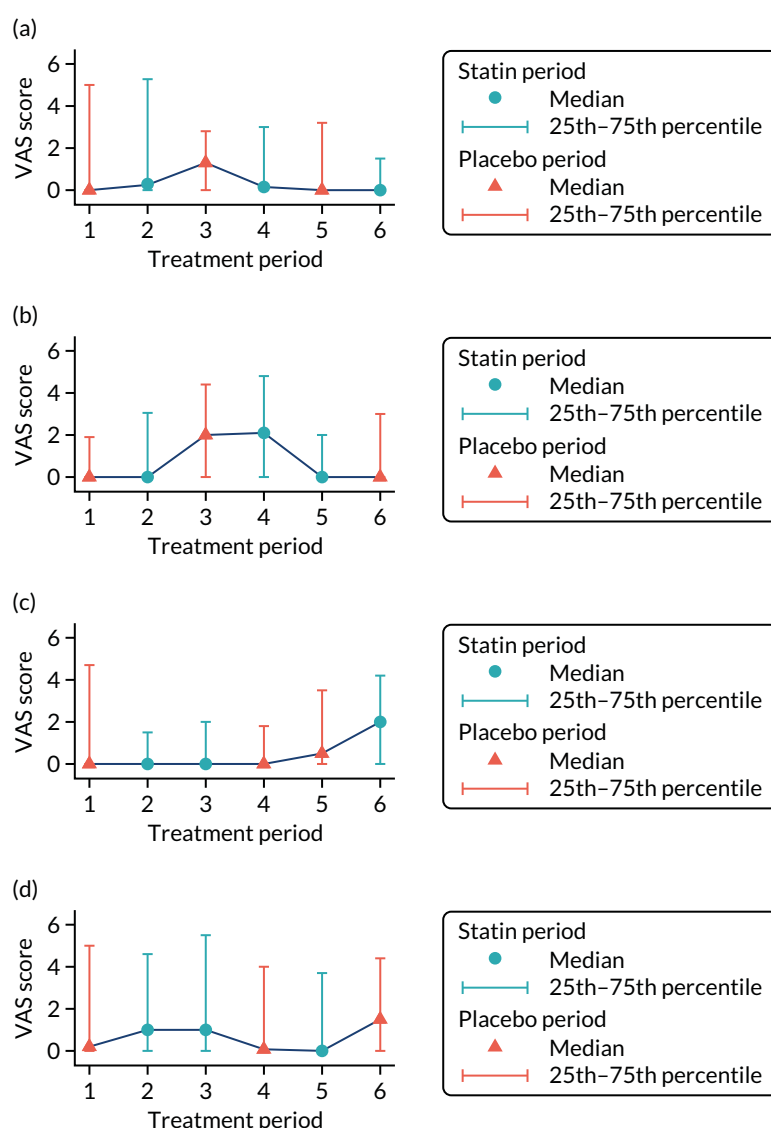 (a)
VAS score
6
4
2
0
1 2 3 4 5 6
Treatment period
Statin period
Median
25th–75th percentile
Placebo period
Median
25th–75th percentile
(b)
VAS score
6
4
2
0
1 2 3 4 5 6
Treatment period
Statin period
Median
25th–75th percentile
Placebo period
Median
25th–75th percentile
(c)
VAS score
6
4
2
0
1 2 3 4 5 6
Treatment period
Statin period
Median
25th–75th percentile
Placebo period
Median
25th–75th percentile
(d)
VAS score
6
4
2
0
1 2 3 4 5 6
Treatment period
Statin period
Median
25th–75th percentile
Placebo period
Median
25th–75th percentile